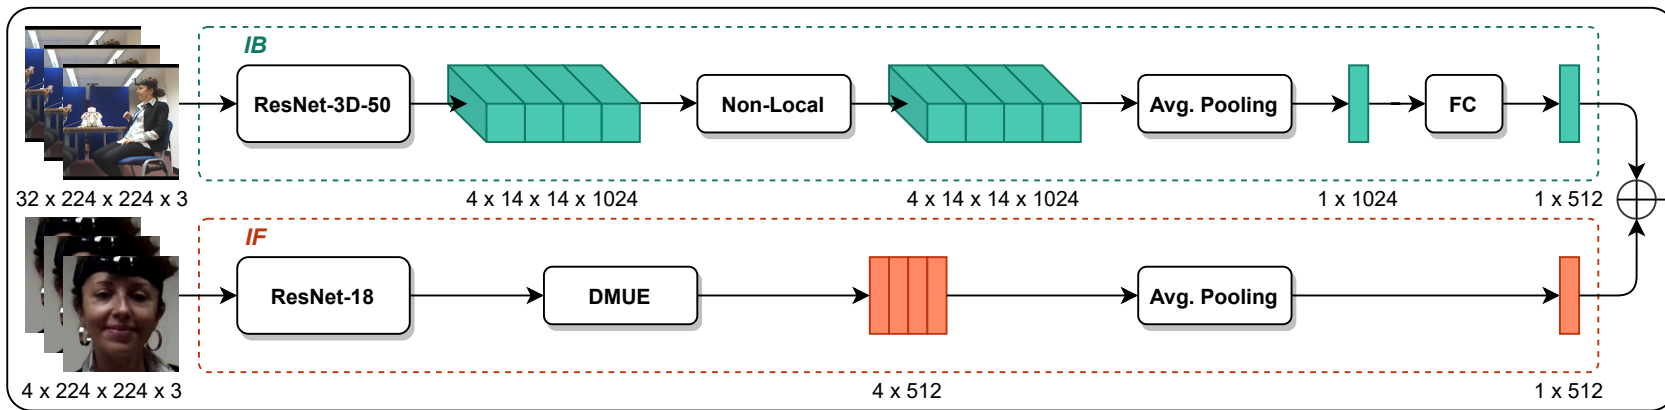 IB
ResNet-3D-50
Non-Local
Avg. Pooling
FC
32 x 224 x 224 x 3
4 x 14 x 14 x 1024
4 x 14 x 14 x 1024
1 x 1024
1 x 512
IF
ResNet-18
DMUE
Avg. Pooling
4 x 224 x 224 x 3
4 x 512
1 x 512